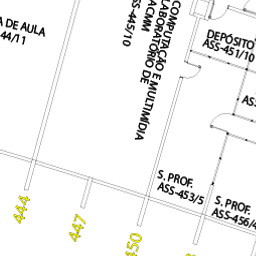 DE AULA
44/11
COMPUTAÇÃO E MULTIMÍDIA
LABORATÓRIO DE
ACMM
ASS-445/10
DEPÓSITO
ASS-451/10
S. PROF.
ASS-453/5
S. PROF.
ASS-456/4
444
447
450